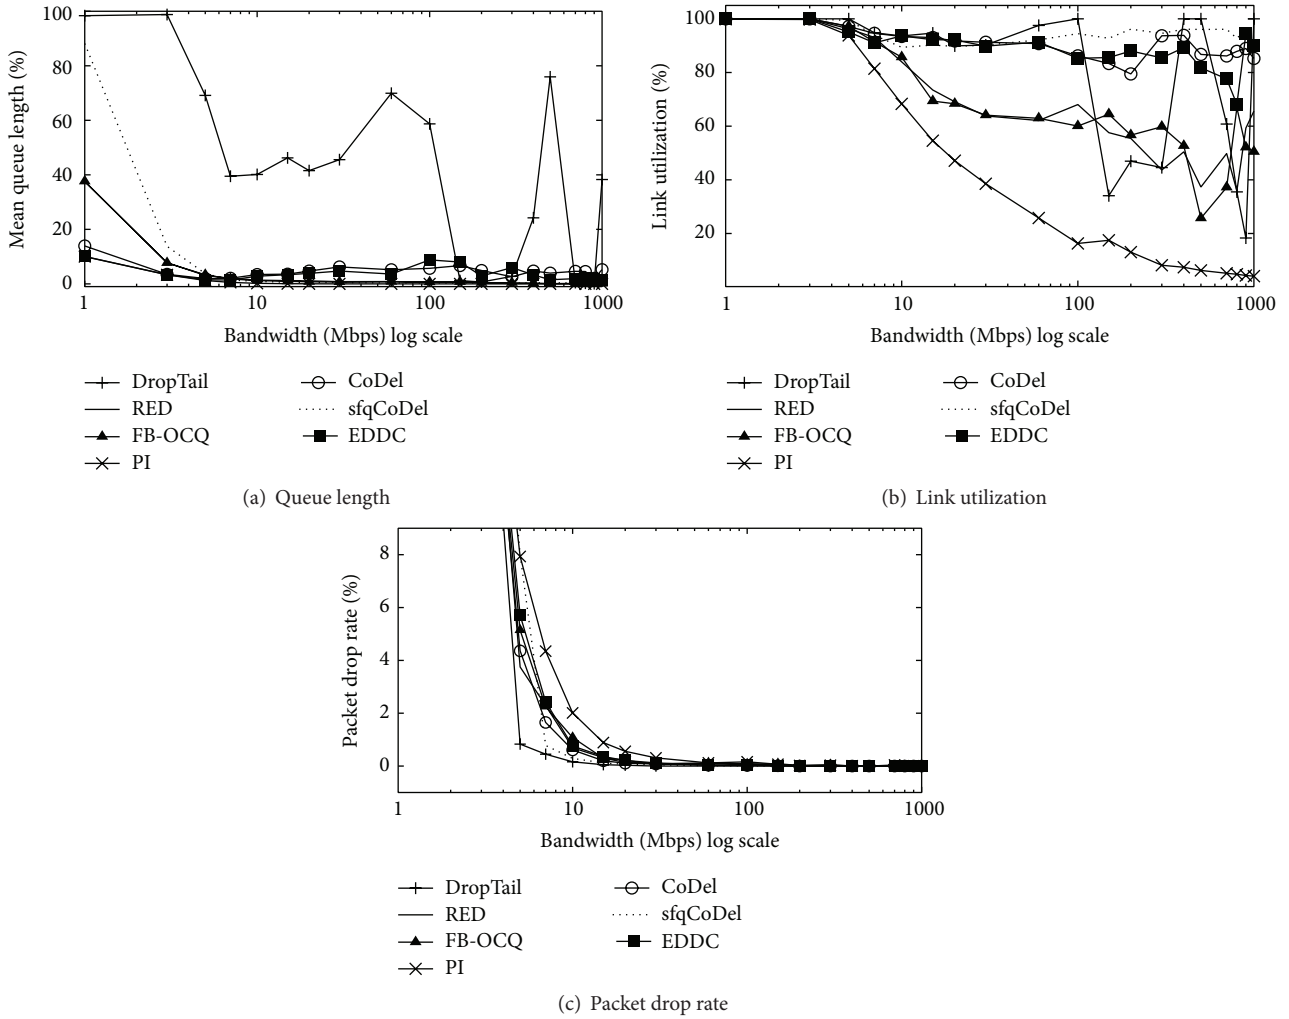 100
80
60
40
20
0
Mean queue length (%)
1
10
100
1000
Bandwidth (Mbps) log scale
DropTail
RED
FB-OCQ
PI
CoDel
sfqCoDel
EDDC
(a) Queue length
100
80
60
40
20
Link utilization (%)
1
10
100
1000
Bandwidth (Mbps) log scale
DropTail
RED
FB-OCQ
PI
CoDel
sfqCoDel
EDDC
(b) Link utilization
8
6
4
2
0
Packet drop rate (%)
1
10
100
1000
Bandwidth (Mbps) log scale
DropTail
RED
FB-OCQ
PI
CoDel
sfqCoDel
EDDC
(c) Packet drop rate